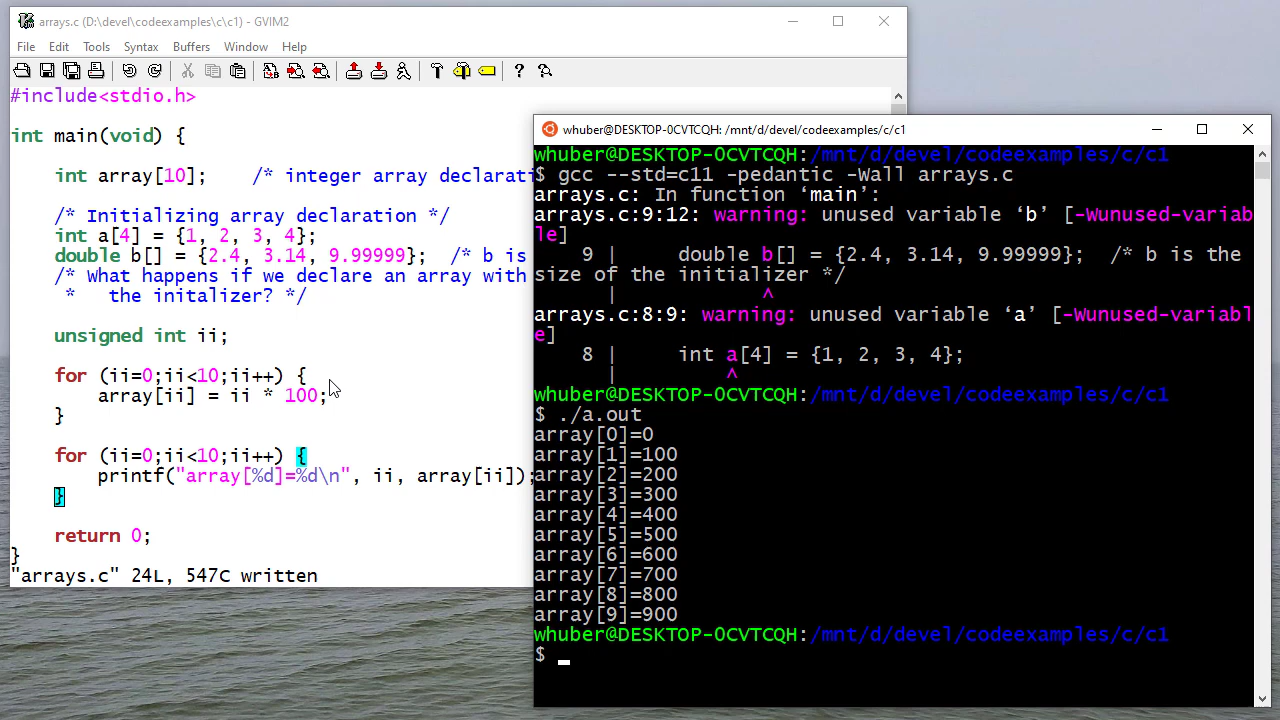 arrays.c (D:\devel\codeexamples\c\c1) - GVIM2
File Edit Tools Syntax Buffers Window Help
#include<stdio.h>
int main(void) {
int array[10]; /* integer array declarati
/* Initializing array declaration */
int a[4] = {1, 2, 3, 4};
double b[] = {2.4, 3.14, 9.99999}; /* b is
/* What happens if we declare an array with
* the initalizer? */
unsigned int ii;
for (ii=0;ii<10;ii++) {
array[ii] = ii * 100;
}
for (ii=0;ii<10;ii++) {
printf("array[%d]=%d\n", ii, array[ii]);
}
return 0;
}
"arrays.c" 24L, 547C written
whuber@DESKTOP-0CVTCQH: /mnt/d/devel/codeexamples/c/c1
whuber@DESKTOP-0CVTCQH:/mnt/d/devel/codeexamples/c/c1
$ gcc --std=c11 -pedantic -Wall arrays.c
arrays.c: In function ‘main’:
arrays.c:9:12: warning: unused variable ‘b’ [-Wunused-variab
le]
9 | double b[] = {2.4, 3.14, 9.99999}; /* b is the
size of the initializer */
| ^
arrays.c:8:9: warning: unused variable ‘a’ [-Wunused-variabl
e]
8 | int a[4] = {1, 2, 3, 4};
| ^
whuber@DESKTOP-0CVTCQH:/mnt/d/devel/codeexamples/c/c1
$ ./a.out
array[0]=0
array[1]=100
array[2]=200
array[3]=300
array[4]=400
array[5]=500
array[6]=600
array[7]=700
array[8]=800
array[9]=900
whuber@DESKTOP-0CVTCQH:/mnt/d/devel/codeexamples/c/c1
$